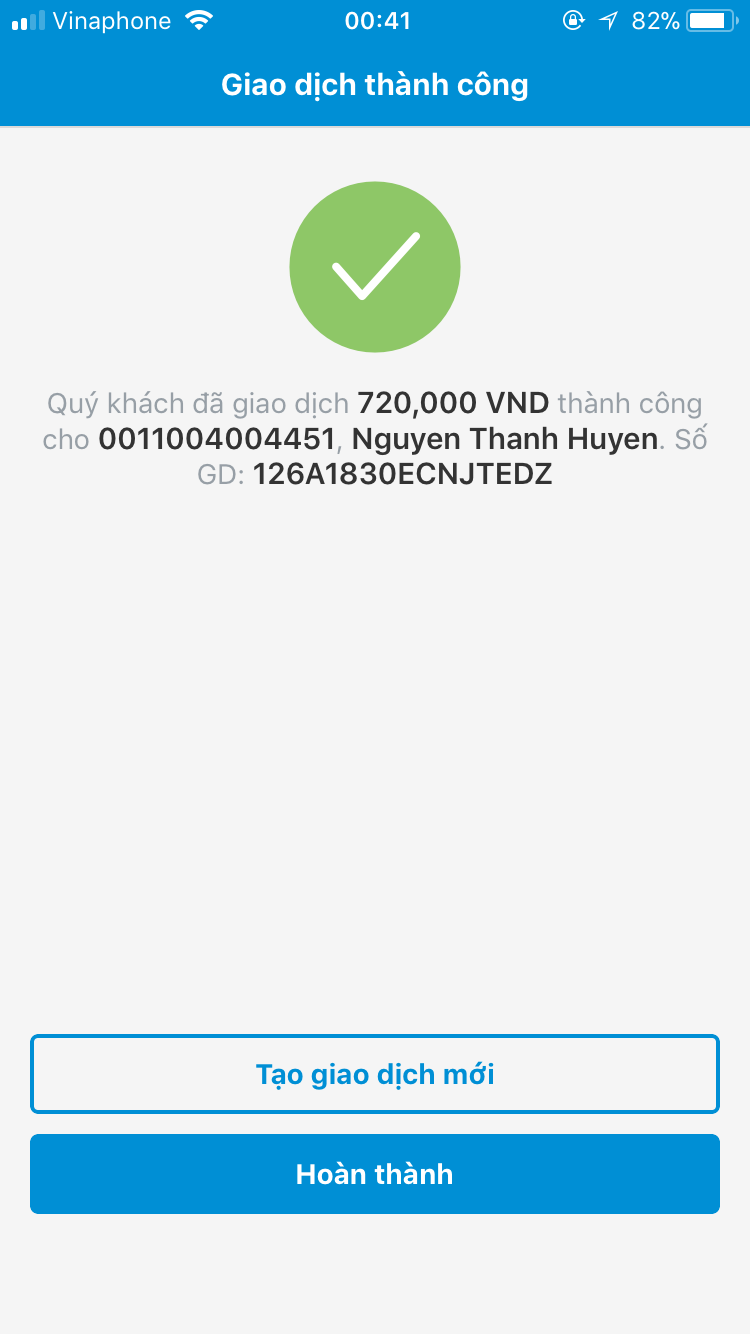 Vinaphone 00:41 82%
Giao dịch thành công
Quý khách đã giao dịch 720,000 VND thành công
cho 0011004004451, Nguyen Thanh Huyen. Số
GD: 126A1830ECNJTEDZ
Tạo giao dịch mới
Hoàn thành